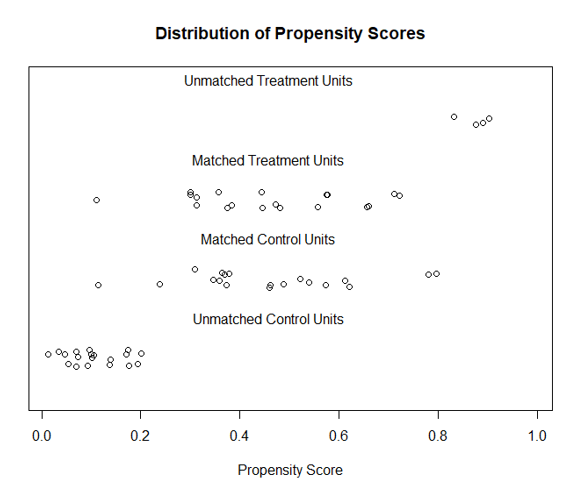 Distribution of Propensity Scores
Unmatched Treatment Units
Matched Treatment Units
Matched Control Units
Unmatched Control Units
0.0 0.2 0.4 0.6 0.8 1.0
Propensity Score